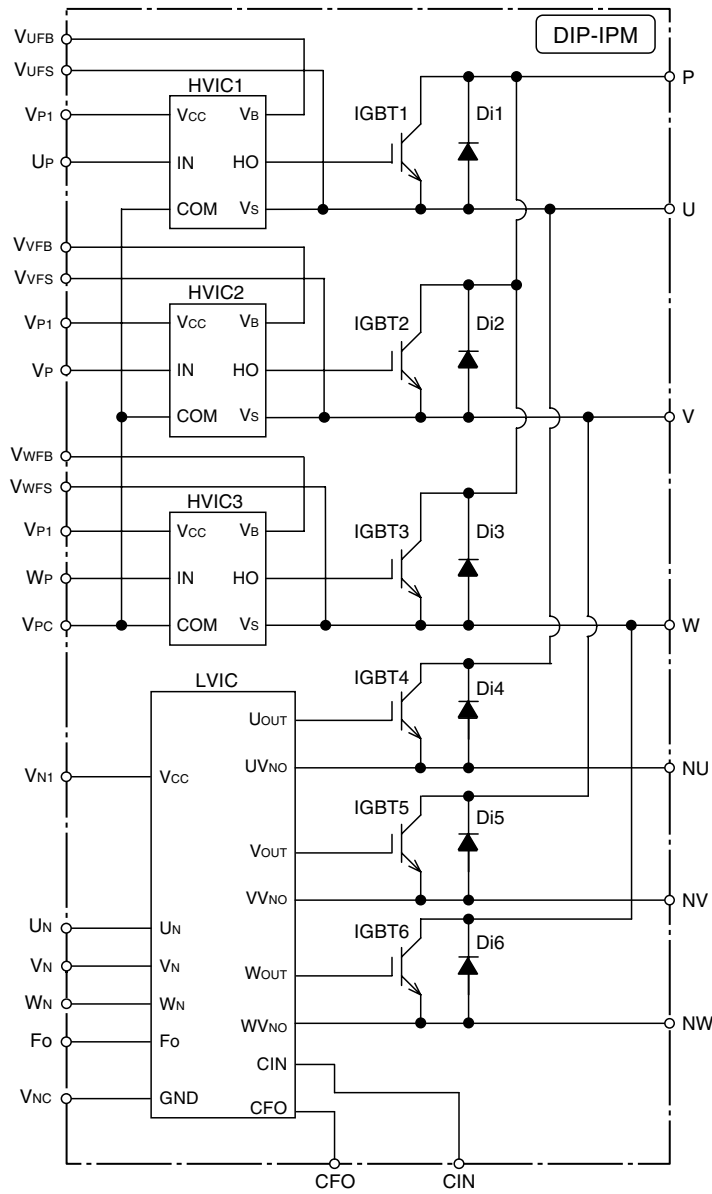 DIP-IPM
VUFB
VUFS
HVIC1
VP1
VCC
VB
IGBT1
Di1
P
UP
IN
HO
COM
VS
U
VVFB
VVFS
HVIC2
VP1
VCC
VB
IGBT2
Di2
VP
IN
HO
COM
VS
V
VWFB
VWFS
HVIC3
VP1
VCC
VB
IGBT3
Di3
WP
IN
HO
VPC
COM
VS
W
LVIC
IGBT4
Di4
UOUT
UVNO
NU
VN1
VCC
IGBT5
Di5
VOUT
VVNO
NV
UN
UN
IGBT6
Di6
VN
VN
WOUT
WN
WN
WVNO
NW
Fo
Fo
CIN
VNC
GND
CFO
CFO
CIN